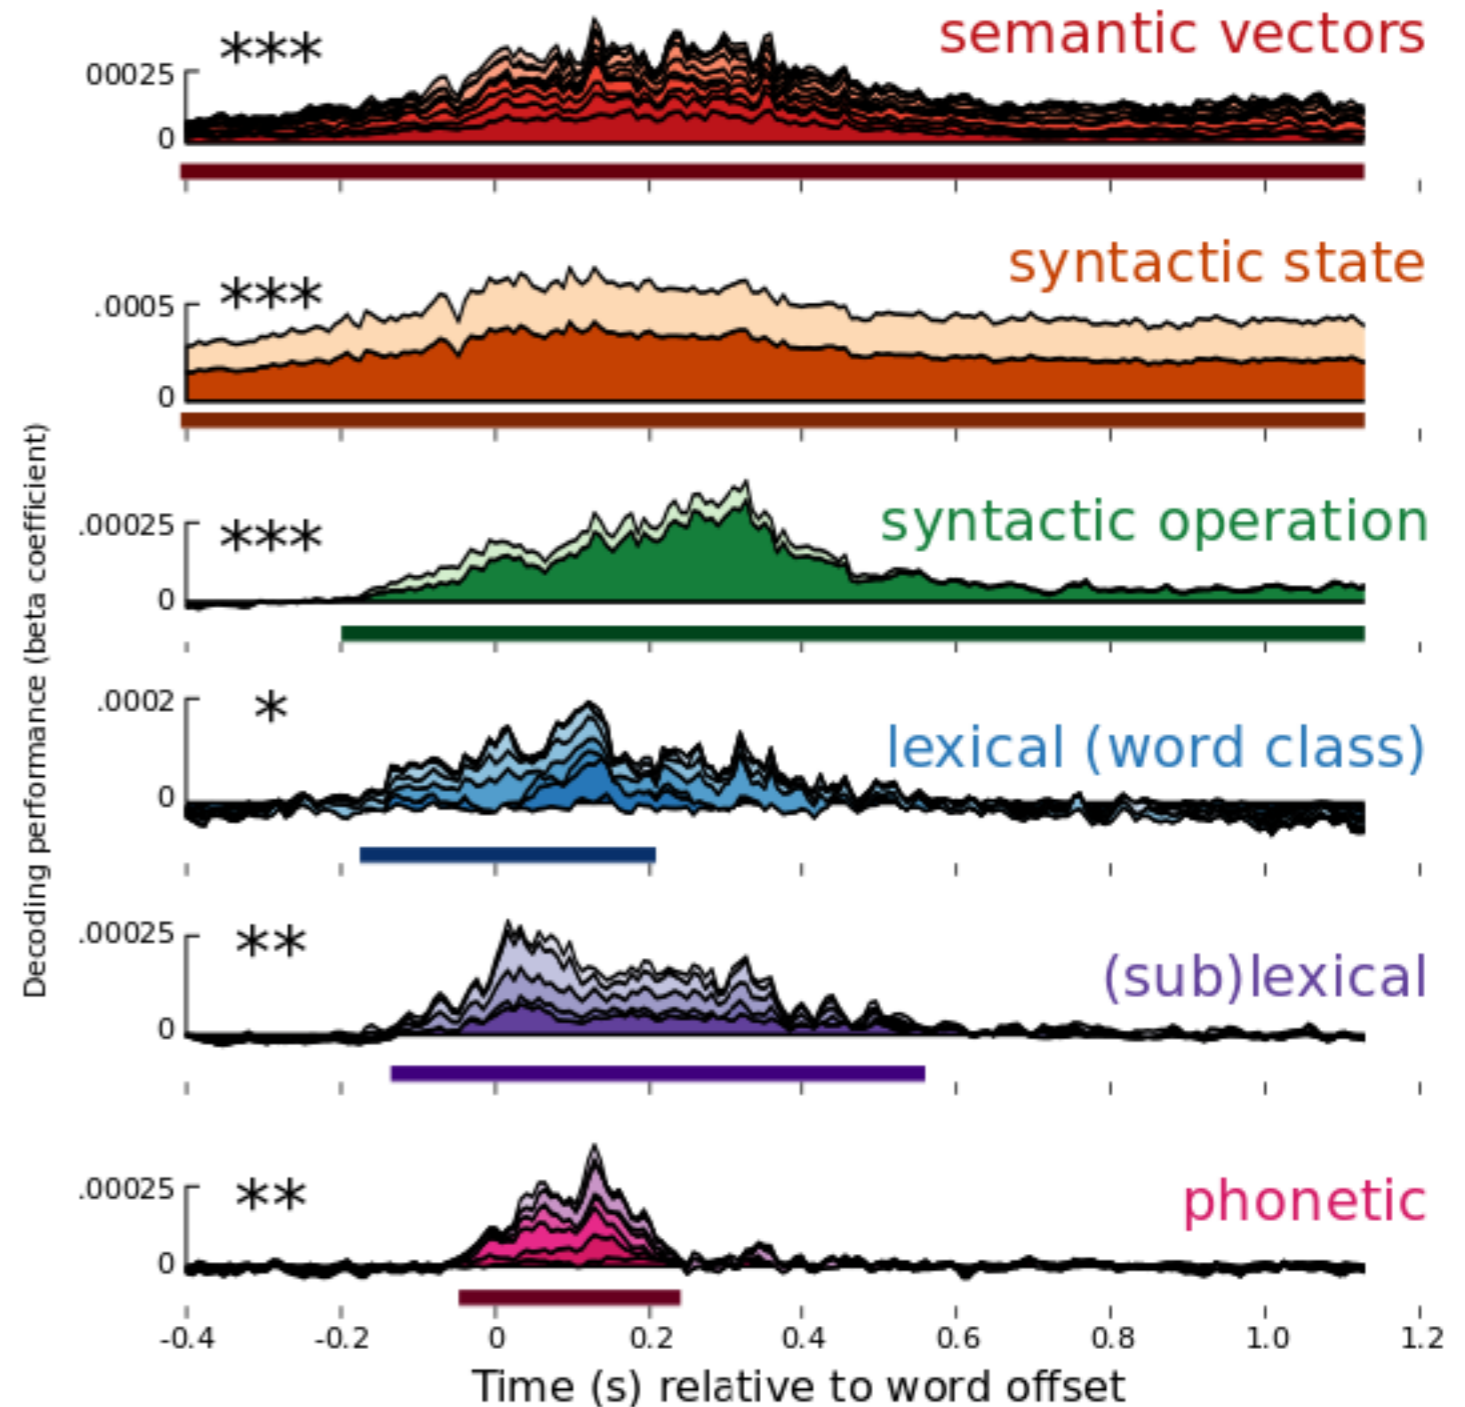 semantic vectors
***
00025
0
syntactic state
***
.0005
0
syntactic operation
***
.00025
0
lexical (word class)
*
.0002
0
(sub)lexical
**
.00025
0
phonetic
**
.00025
0
Decoding performance (beta coefficient)
-0.4 -0.2 0 0.2 0.4 0.6 0.8 1.0 1.2
Time (s) relative to word offset